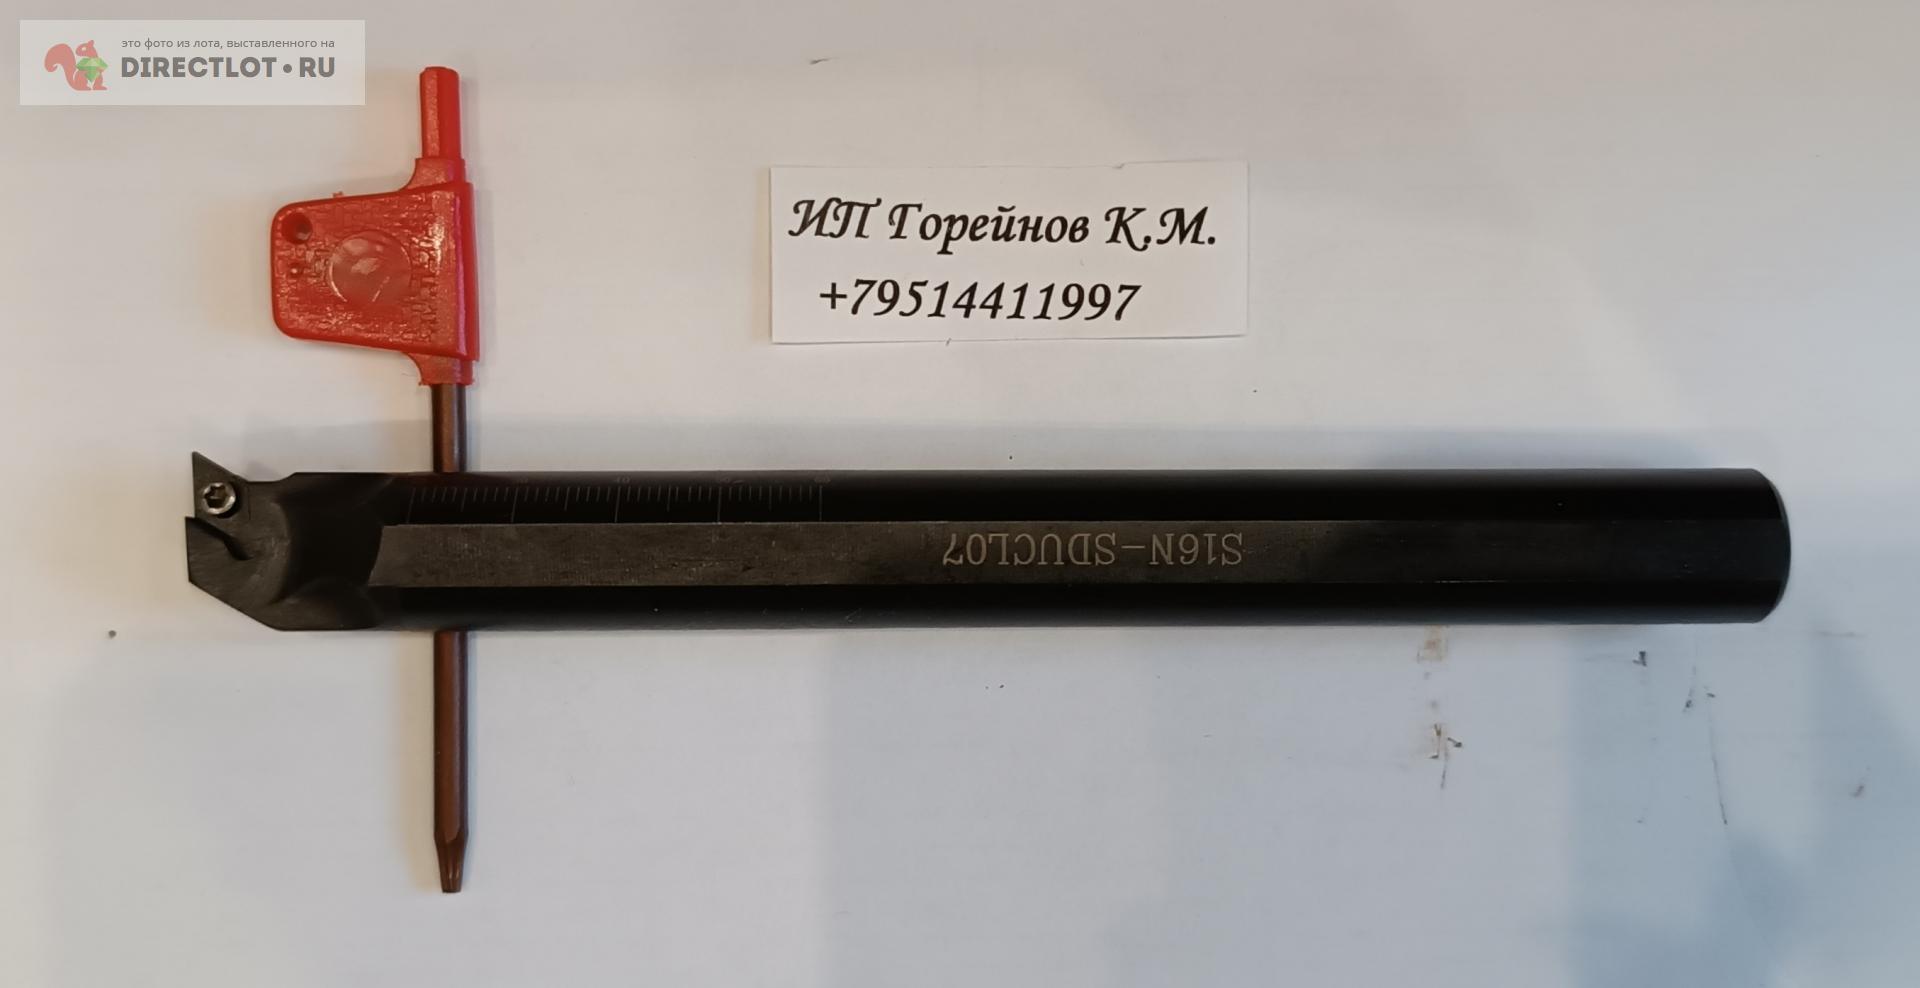 это фото из лота, выставленного на
DIRECTLOT•RU
ИП Горейнов К.М.
+79514411997
S16N-SDUCL07